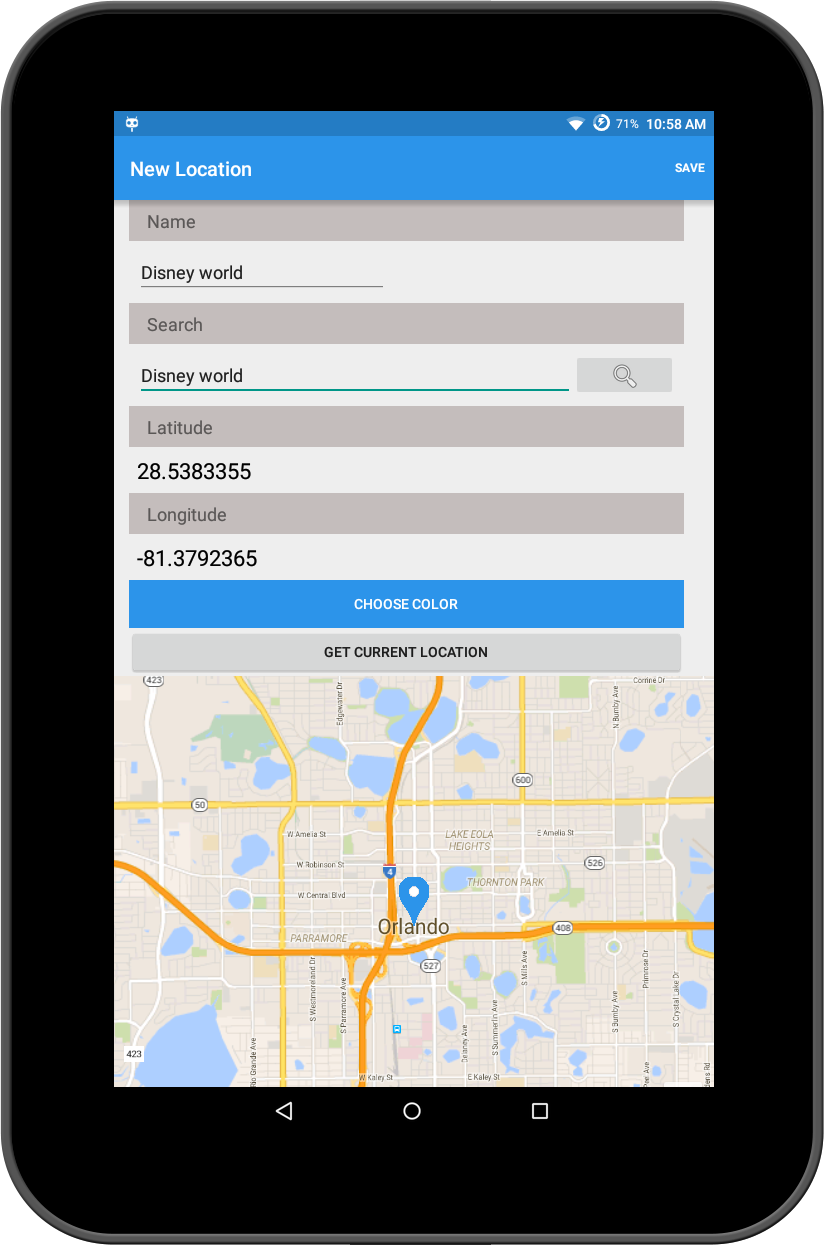 71% 10:58 AM
New Location SAVE
Name
Disney world
Search
Disney world
Latitude
28.5383355
Longitude
-81.3792365
CHOOSE COLOR
GET CURRENT LOCATION
423
Corrine Dr
Edgewater Dr
N Bumby Ave
600
50
W Amelia St
LAKE EOLA
HEIGHTS
E Amelia St
W Robinson St
526
4
THORNTON PARK
W Central Blvd
Orlando
408
PARRAMORE
527
S Westmoreland Dr
S Parramore Ave
S Mills Ave
Primrose Dr
S Crystal Lake Dr
S Bumby Ave
S Summerlin Ave
Delaney Ave
423
Rio Grande Ave
W Kaley St
E Kaley St